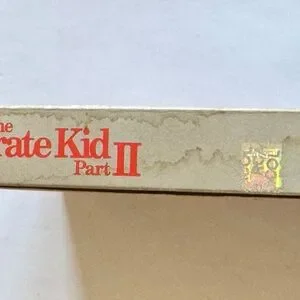 he
rate Kid
Part II